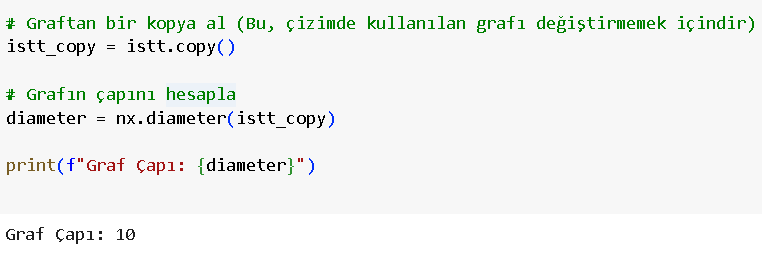 # Graftan bir kopya al (Bu, çizimde kullanılan grafı değiştirmemek içindir)
istt_copy = istt.copy()
# Grafın çapını hesapla
diameter = nx.diameter(istt_copy)
print(f"Graf Çapı: {diameter}")
Graf Çapı: 10